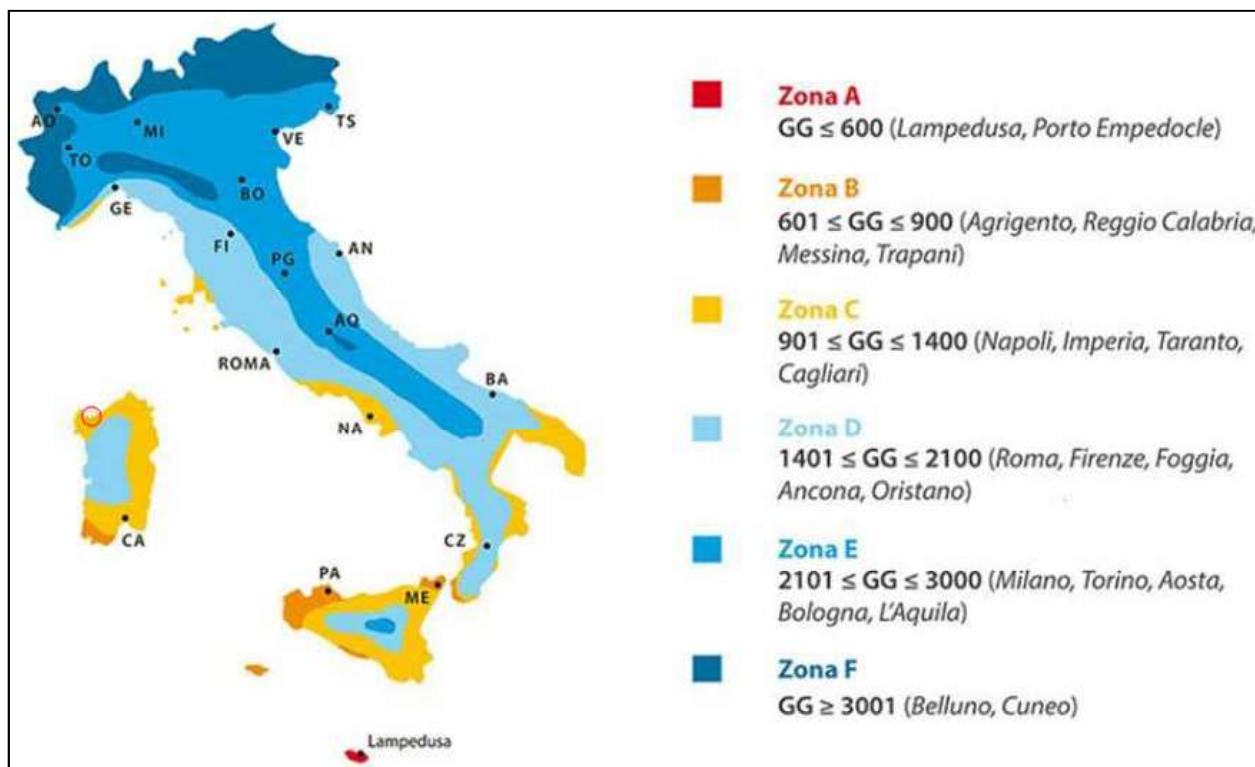 AO
MI
TS
VE
TO
BO
GE
FI
AN
PG
AQ
ROMA
BA
NA
CA
CZ
PA
ME
Lampedusa
Zona A
GG ≤ 600 (Lampedusa, Porto Empedocle)
Zona B
601 ≤ GG ≤ 900 (Agrigento, Reggio Calabria,
Messina, Trapani)
Zona C
901 ≤ GG ≤ 1400 (Napoli, Imperia, Taranto,
Cagliari)
Zona D
1401 ≤ GG ≤ 2100 (Roma, Firenze, Foggia,
Ancona, Oristano)
Zona E
2101 ≤ GG ≤ 3000 (Milano, Torino, Aosta,
Bologna, L'Aquila)
Zona F
GG ≥ 3001 (Belluno, Cuneo)